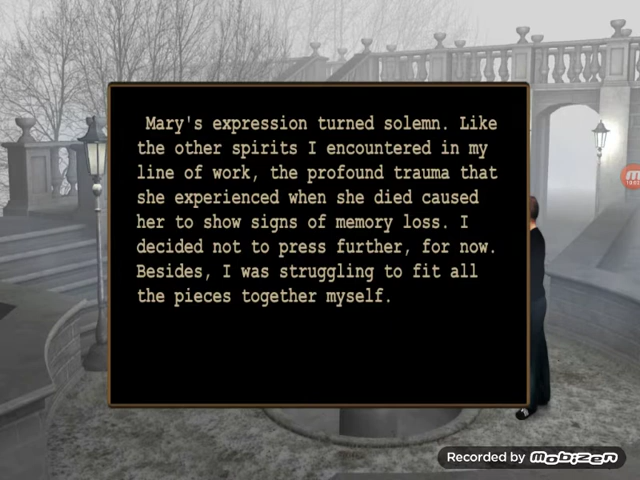 Mary's expression turned solemn. Like
the other spirits I encountered in my
line of work, the profound trauma that
she experienced when she died caused
her to show signs of memory loss. I
decided not to press further, for now.
Besides, I was struggling to fit all
the pieces together myself.
Recorded by mobizen